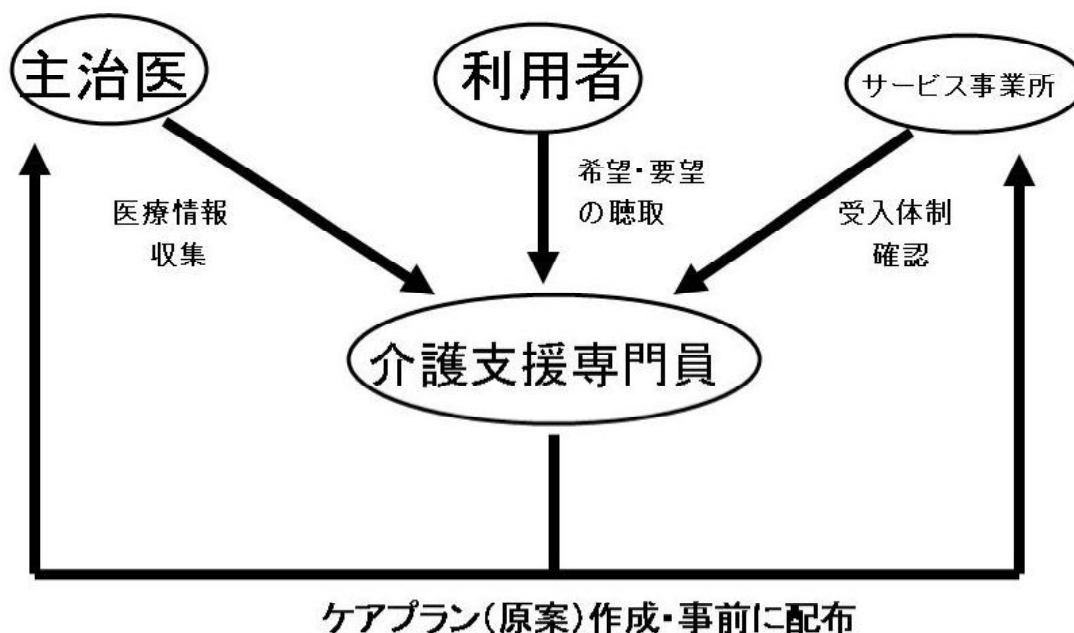 主治医
利用者
サービス事業所
医療情報
収集
希望・要望
の聴取
受入体制
確認
介護支援専門員
ケアプラン(原案)作成・事前に配布